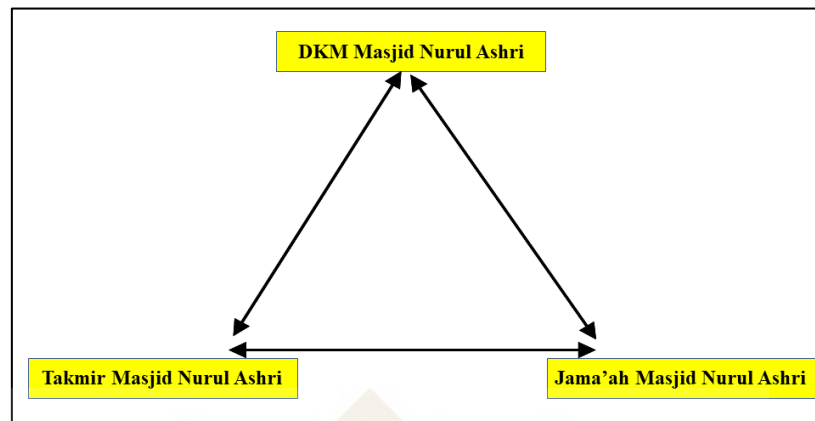 DKM Masjid Nurul Ashri
Takmir Masjid Nurul Ashri
Jama'ah Masjid Nurul Ashri